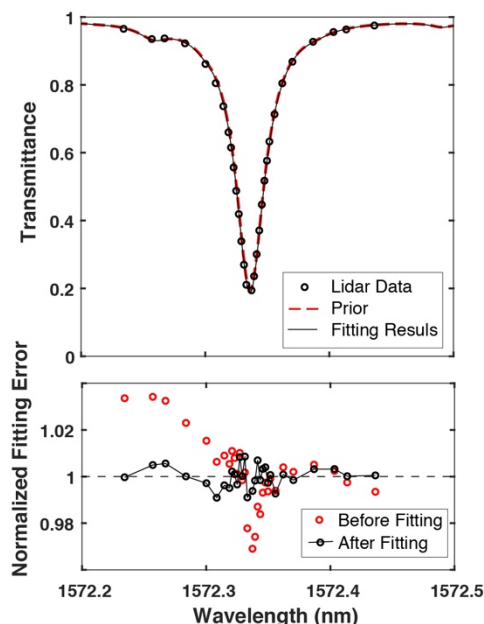 1
0.8
0.6
0.4
0.2
0
Transmittance
Lidar Data
Prior
Fitting Resuls
1.02
1
0.98
Normalized Fitting Error
Before Fitting
After Fitting
1572.2 1572.3 1572.4 1572.5
Wavelength (nm)